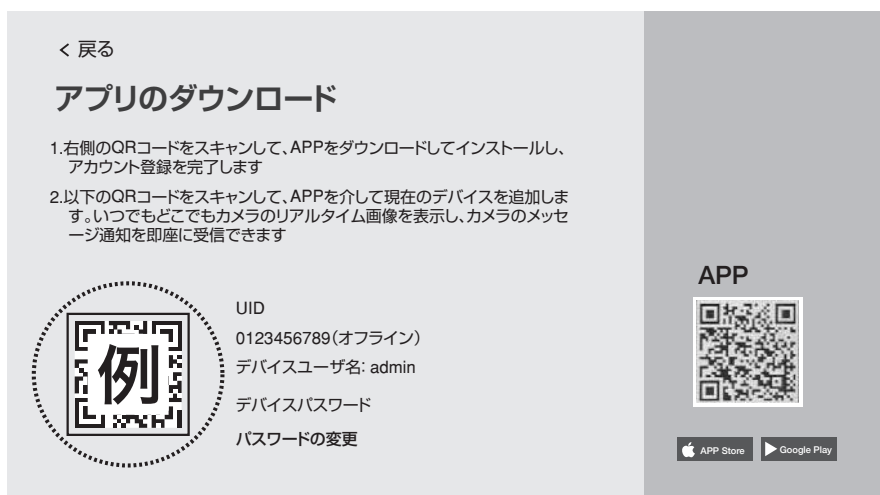 < 戻る
アプリのダウンロード
1.右側のQRコードをスキャンして、APPをダウンロードしてインストールし、
アカウント登録を完了します
2.以下のQRコードをスキャンして、APPを介して現在のデバイスを追加しま
す。いつでもどこでもカメラのリアルタイム画像を表示し、カメラのメッセ
ージ通知を即座に受信できます
例
UID
0123456789(オフライン)
デバイスユーザ名: admin
デバイスパスワード
パスワードの変更
APP
APP Store
Google Play